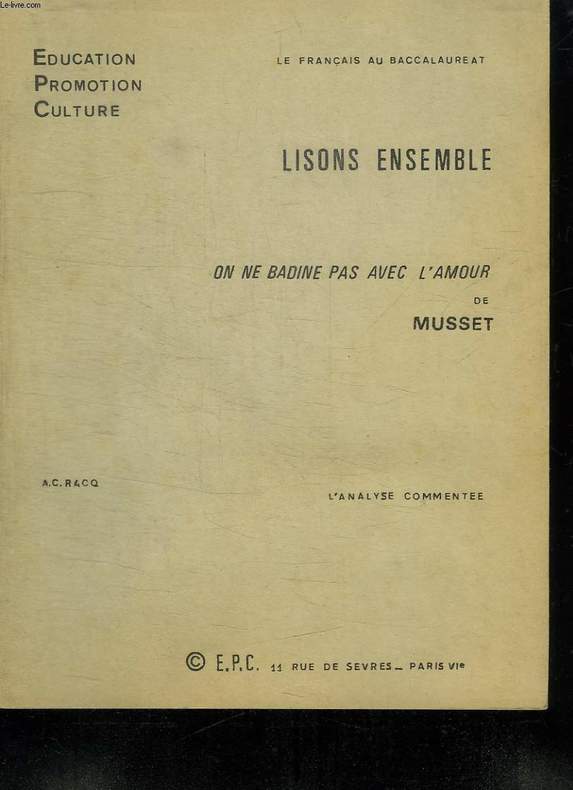 Le-livre.com
EDUCATION
PROMOTION
CULTURE
LE FRANÇAIS AU BACCALAUREAT
LISONS ENSEMBLE
ON NE BADINE PAS AVEC L'AMOUR
DE
MUSSET
A.C. RACQ
L'ANALYSE COMMENTEE
© E.P.C. 11 RUE DE SEVRES_ PARIS VIe